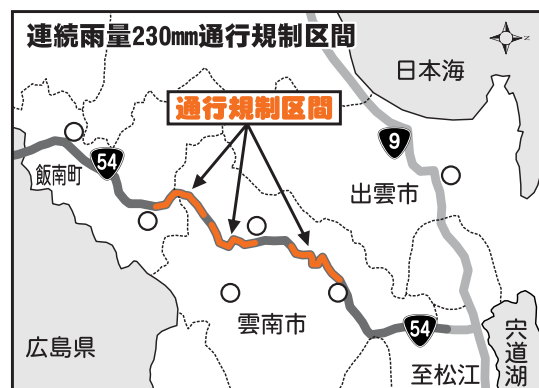 連続雨量230mm通行規制区間
N
日本海
通行規制区間
9
54
飯南町
出雲市
雲南市
54
宍道湖
広島県
至松江